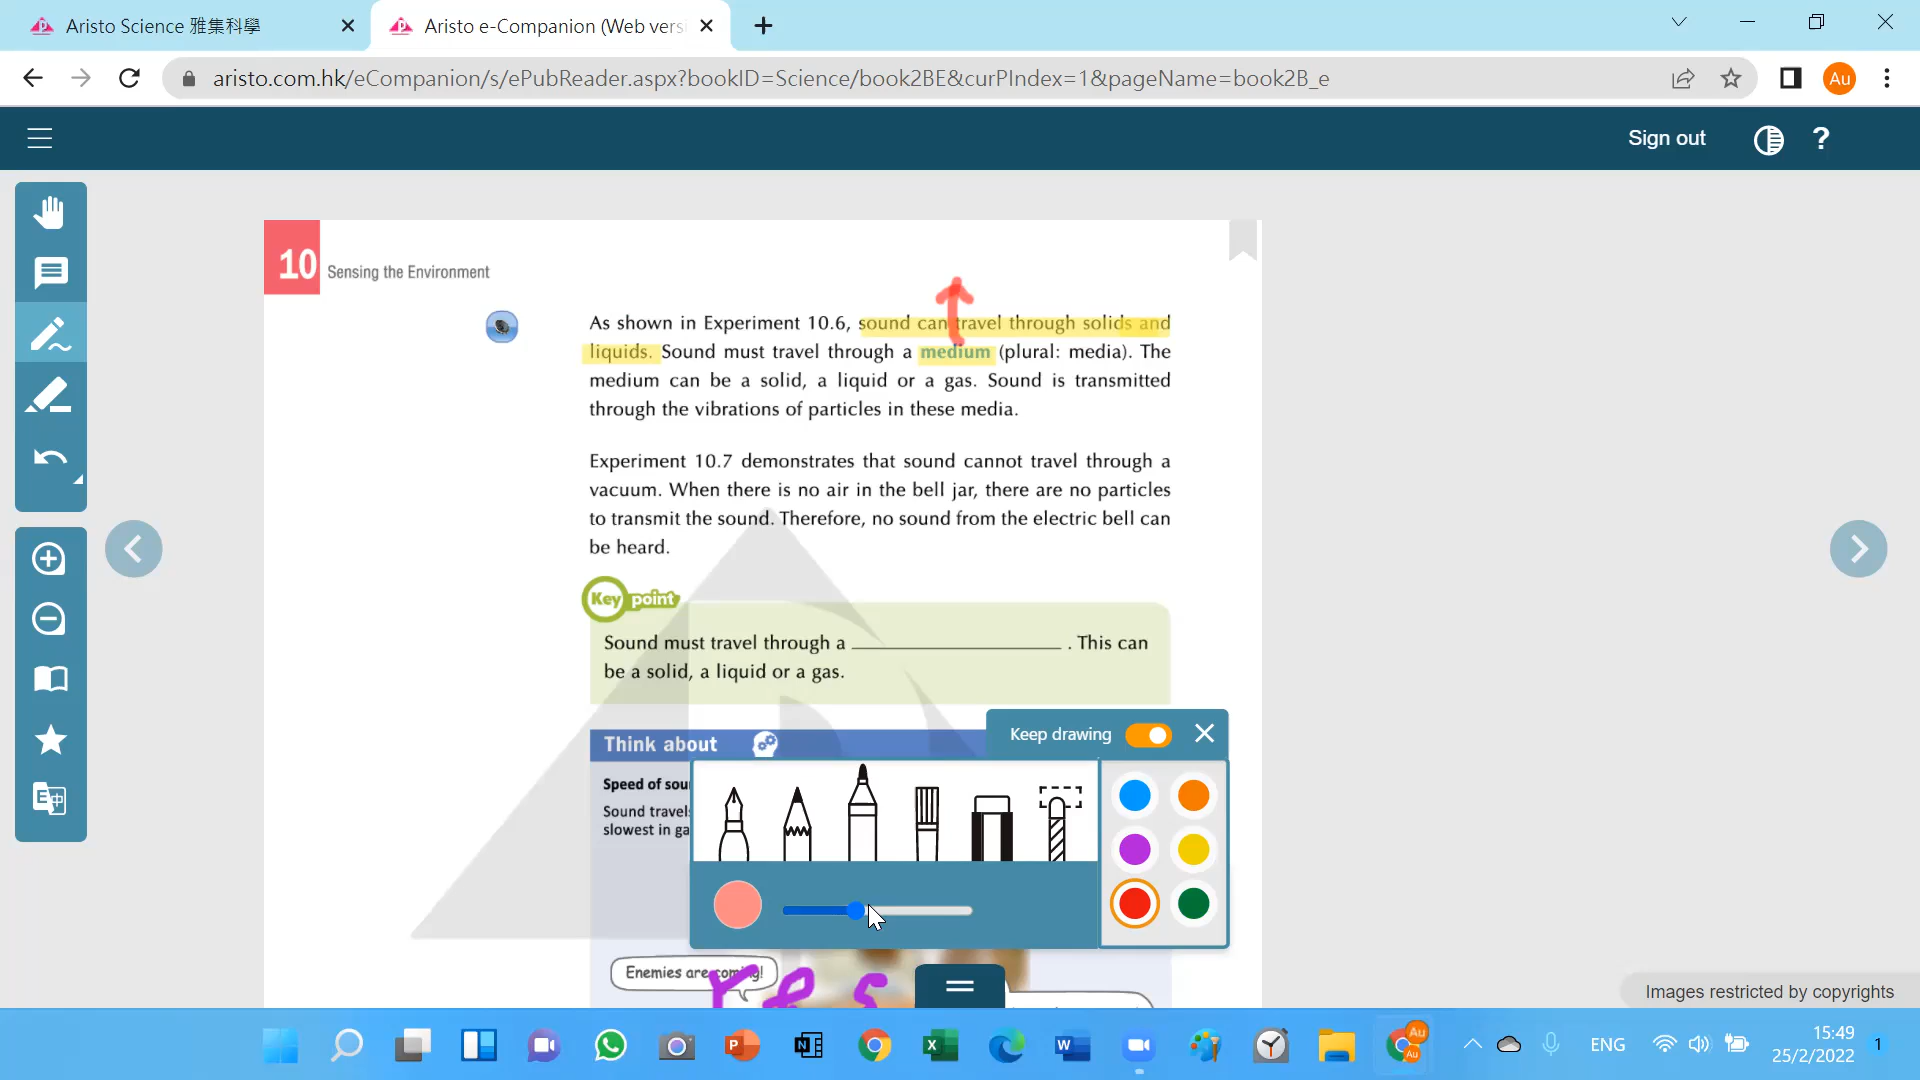 Aristo Science 雅集科學
Aristo e-Companion (Web versi
aristo.com.hk/eCompanion/s/ePubReader.aspx?bookID=Science/book2BE&curPIndex=1&pageName=book2B_e
Au
Sign out
?
10 Sensing the Environment
As shown in Experiment 10.6, sound can travel through solids and
liquids. Sound must travel through a medium (plural: media). The
medium can be a solid, a liquid or a gas. Sound is transmitted
through the vibrations of particles in these media.
Experiment 10.7 demonstrates that sound cannot travel through a
vacuum. When there is no air in the bell jar, there are no particles
to transmit the sound. Therefore, no sound from the electric bell can
be heard.
Key point
Sound must travel through a ____________________ . This can
be a solid, a liquid or a gas.
Keep drawing
Think about
Speed of sou
Sound travels
slowest in ga
Enemies are coming!
res
Images restricted by copyrights
ENG
15:49
25/2/2022
1